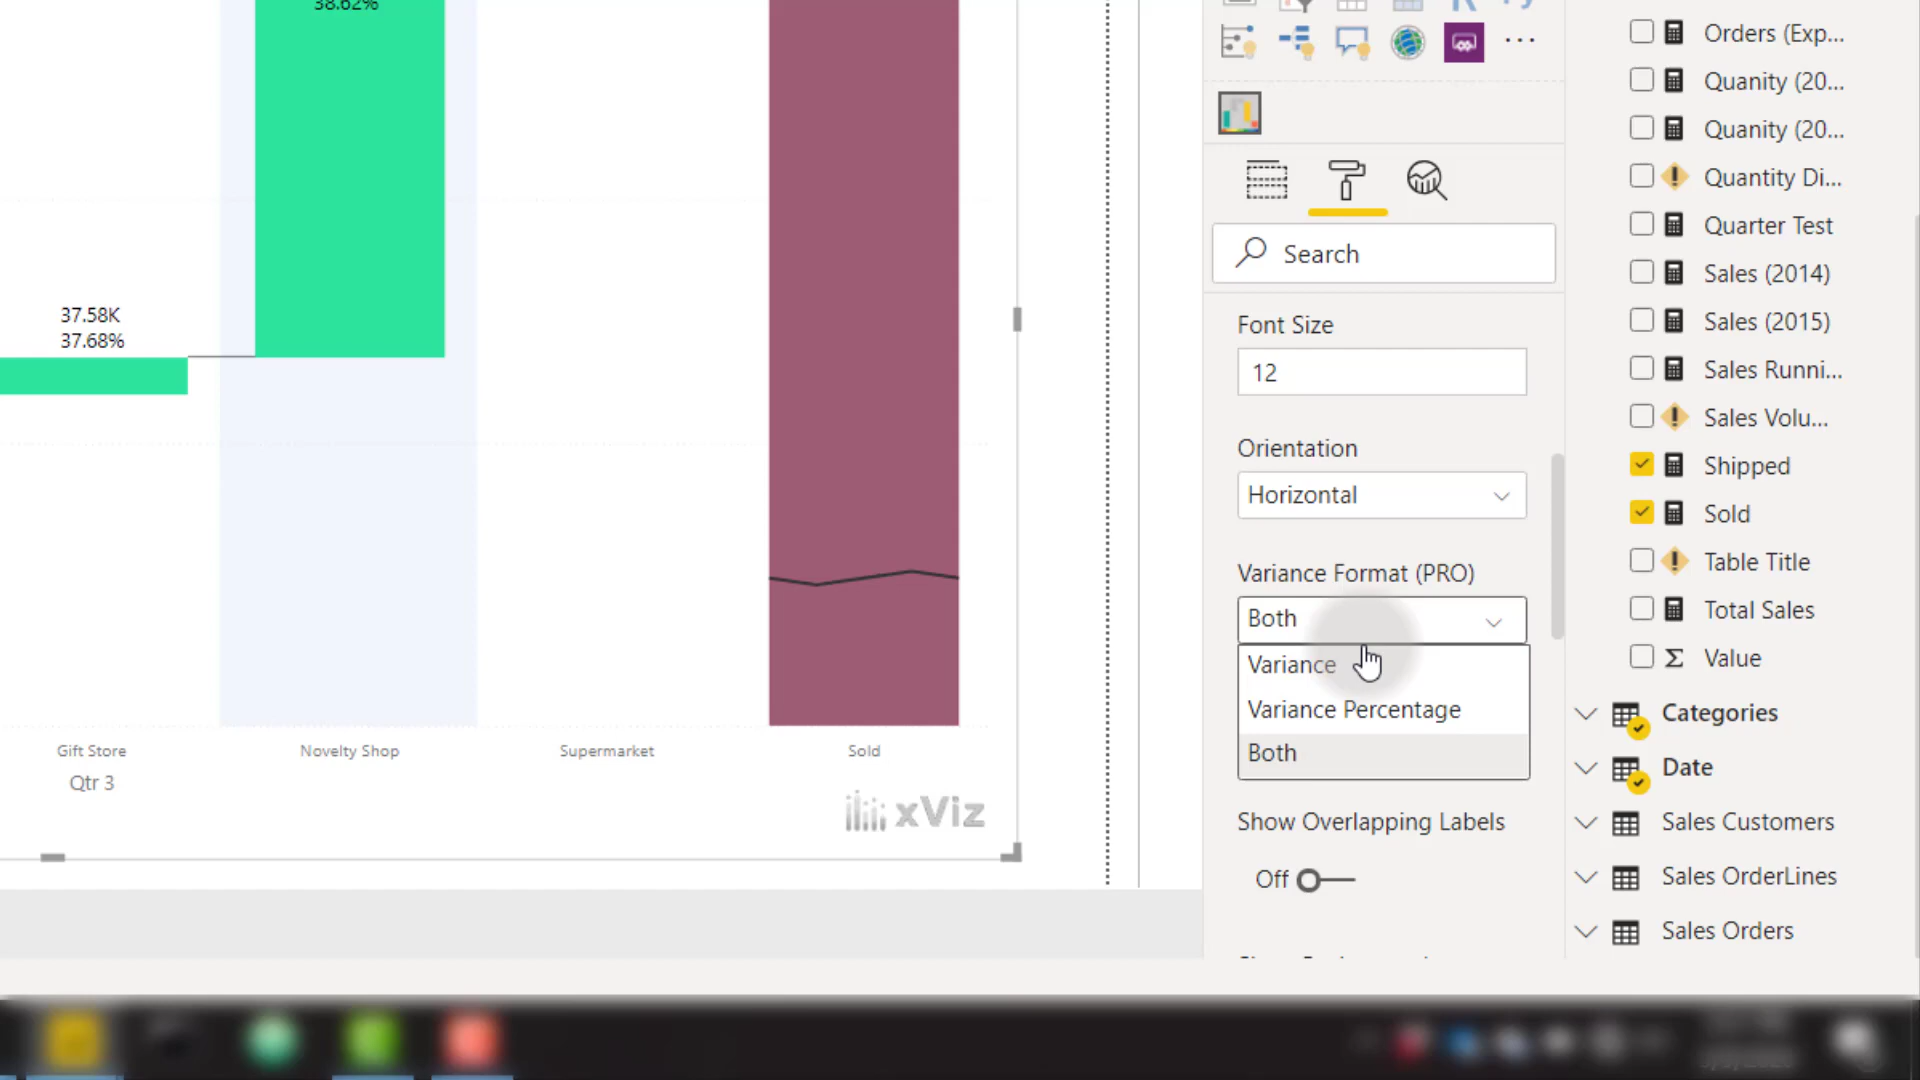 38.62%
37.58K
37.68%
Gift Store
Novelty Shop
Supermarket
Sold
Qtr 3
xViz
Search
Font Size
12
Orientation
Horizontal
Variance Format (PRO)
Both
Variance
Variance Percentage
Both
Show Overlapping Labels
Off
Orders (Exp...
Quanity (20...
Quanity (20...
Quantity Di...
Quarter Test
Sales (2014)
Sales (2015)
Sales Runni...
Sales Volu...
Shipped
Sold
Table Title
Total Sales
Σ Value
Categories
Date
Sales Customers
Sales OrderLines
Sales Orders